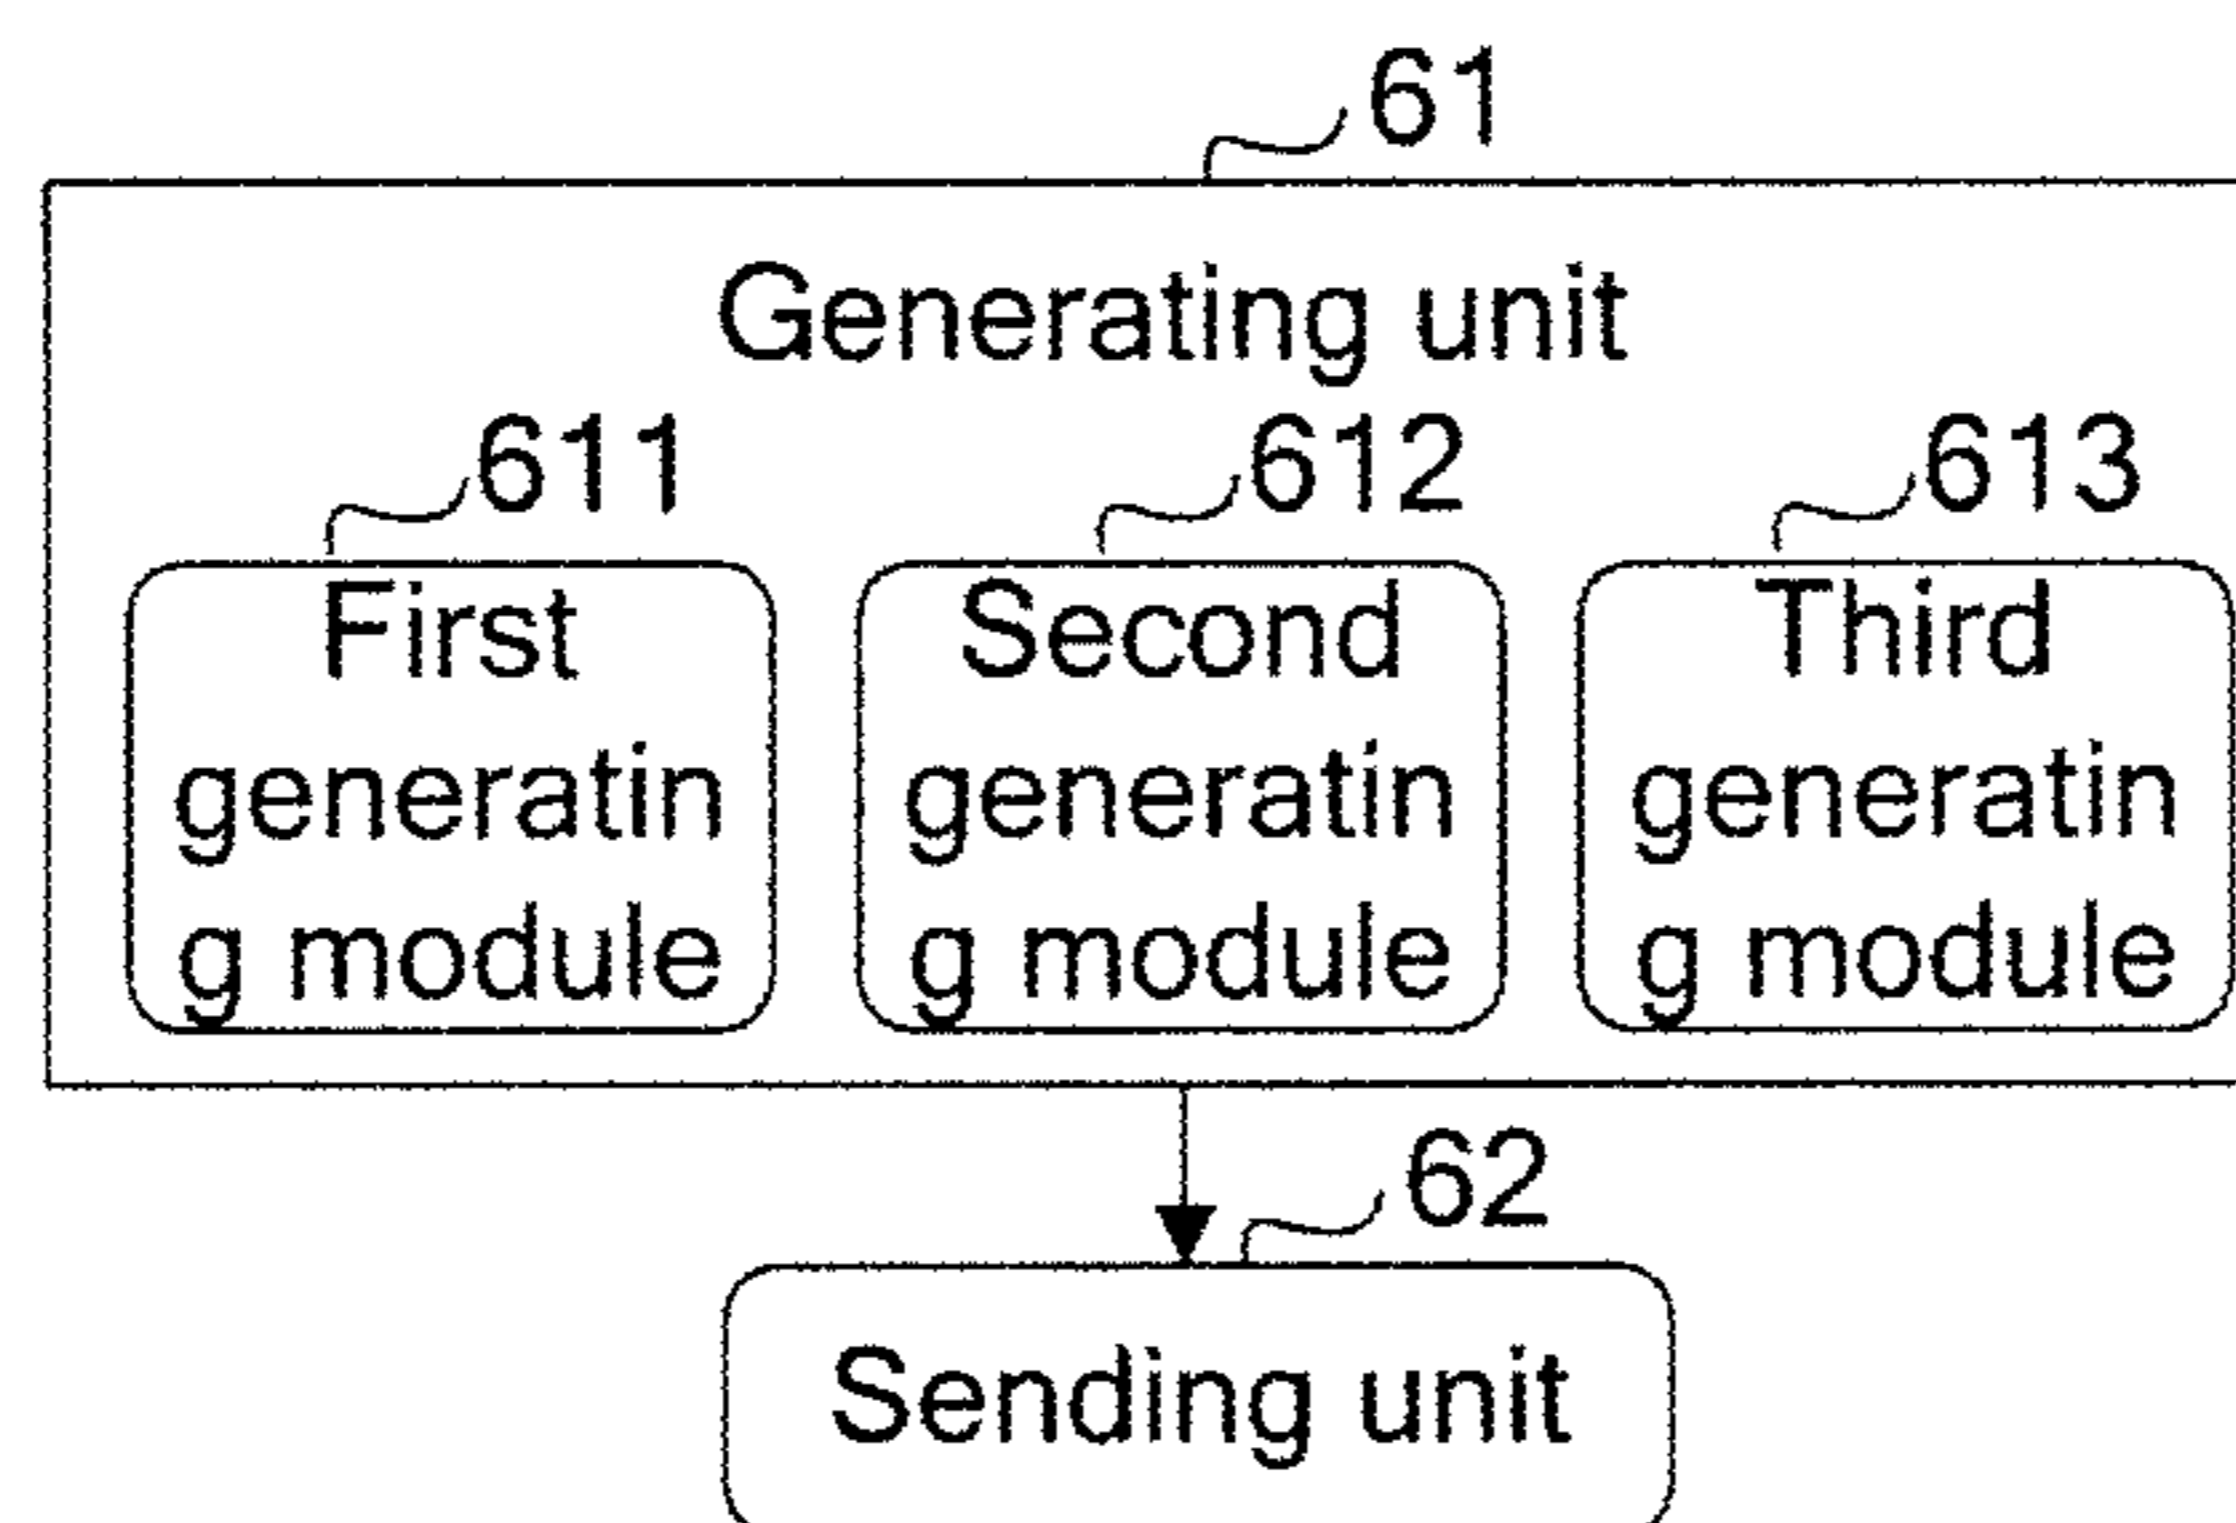 61
Generating unit
611
612
613
First
generatin
g module
Second
generatin
g module
Third
generatin
g module
62
Sending unit